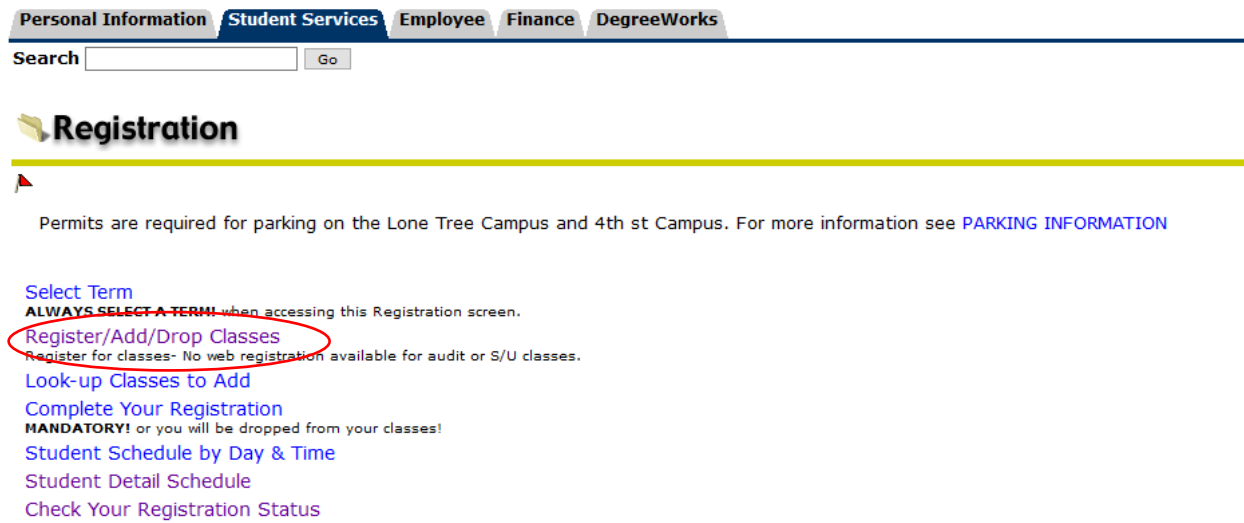 Personal Information Student Services Employee Finance DegreeWorks
Search Go
Registration
Permits are required for parking on the Lone Tree Campus and 4th st Campus. For more information see PARKING INFORMATION
Select Term
ALWAYS SELECT A TERM! when accessing this Registration screen.
Register/Add/Drop Classes
Register for classes- No web registration available for audit or S/U classes.
Look-up Classes to Add
Complete Your Registration
MANDATORY! or you will be dropped from your classes!
Student Schedule by Day & Time
Student Detail Schedule
Check Your Registration Status